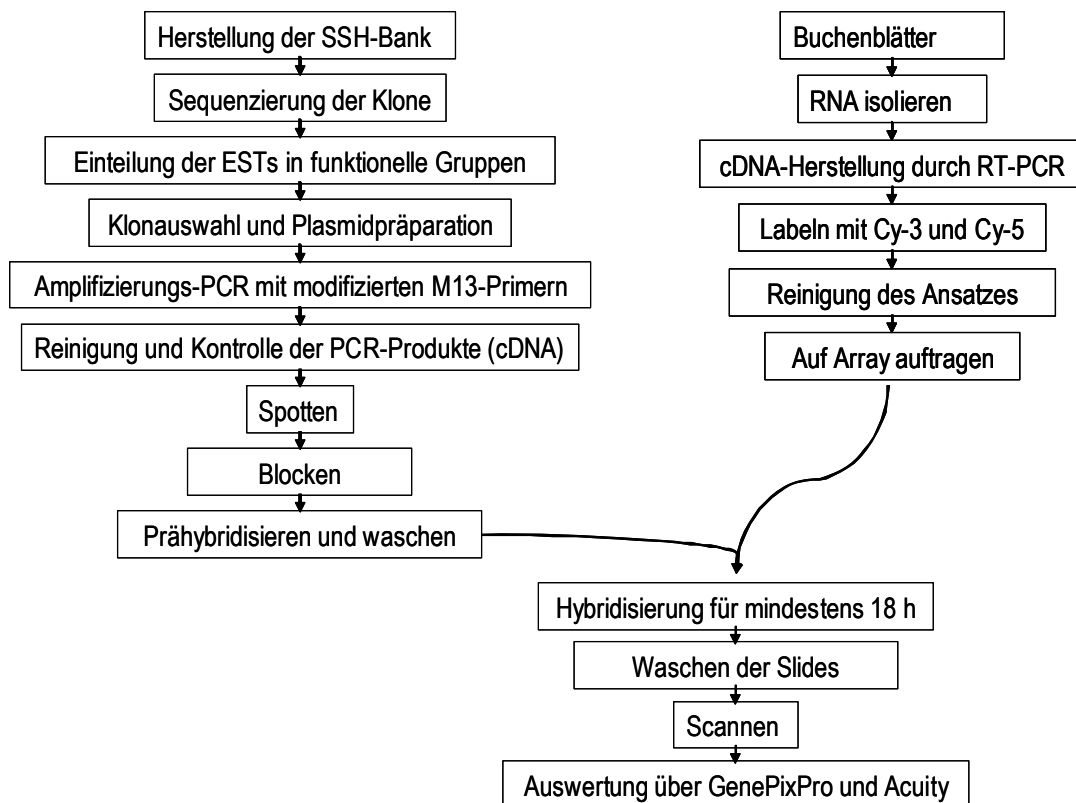 Herstellung der SSH-Bank
Sequenzierung der Klone
Einteilung der ESTs in funktionelle Gruppen
Klonauswahl und Plasmidpräparation
Amplifizierungs-PCR mit modifizierten M13-Primern
Reinigung und Kontrolle der PCR-Produkte (cDNA)
Spotten
Blocken
Prähybridisieren und waschen
Buchenblätter
RNA isolieren
cDNA-Herstellung durch RT-PCR
Labeln mit Cy-3 und Cy-5
Reinigung des Ansatzes
Auf Array auftragen
Hybridisierung für mindestens 18 h
Waschen der Slides
Scannen
Auswertung über GenePixPro und Acuity